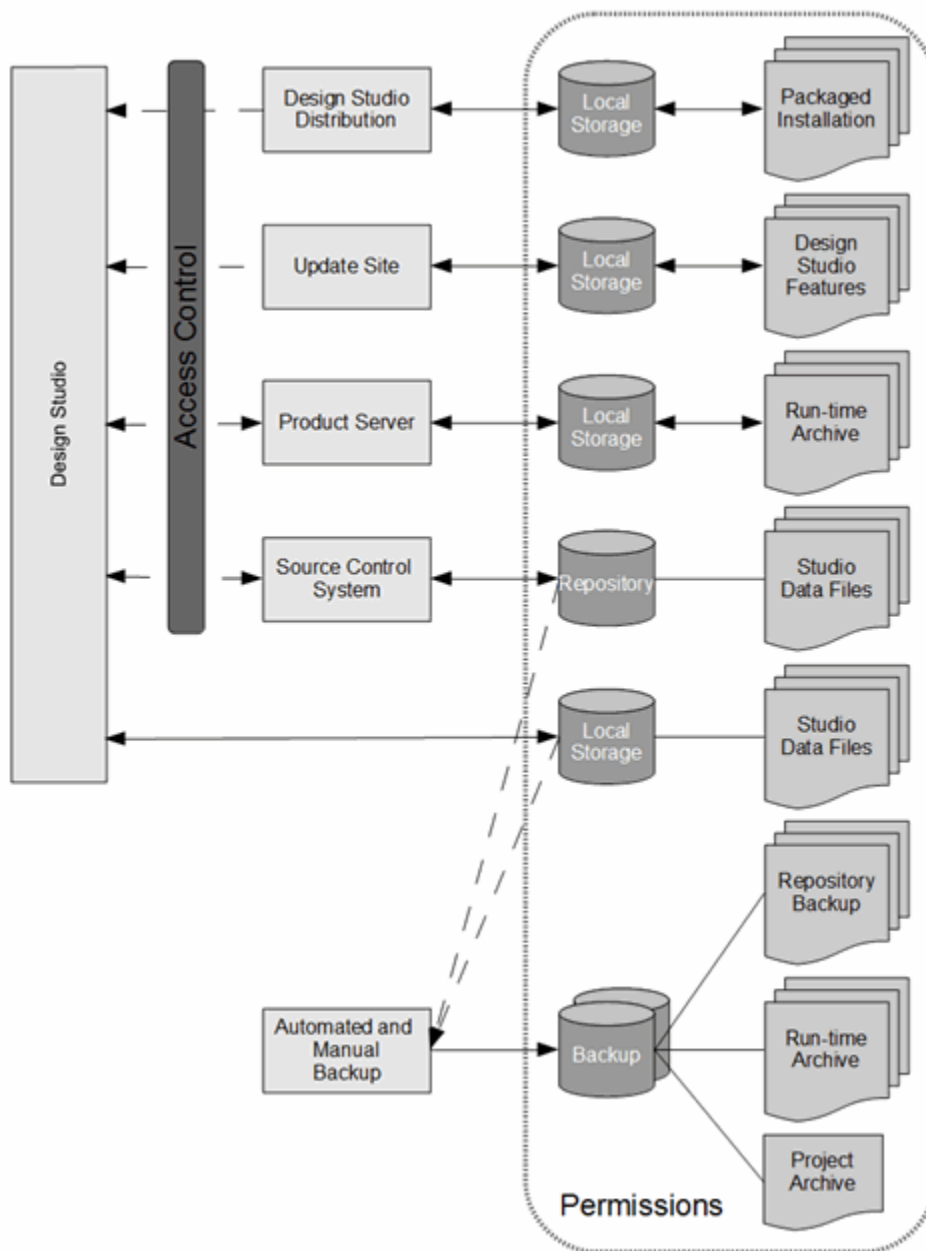 Design Studio
Access Control
Design Studio
Distribution
Local
Storage
Packaged
Installation
Update Site
Local
Storage
Design
Studio
Features
Product Server
Local
Storage
Run-time
Archive
Source Control
System
Repository
Studio
Data Files
Local
Storage
Studio
Data Files
Repository
Backup
Automated and
Manual
Backup
Backup
Run-time
Archive
Project
Archive
Permissions